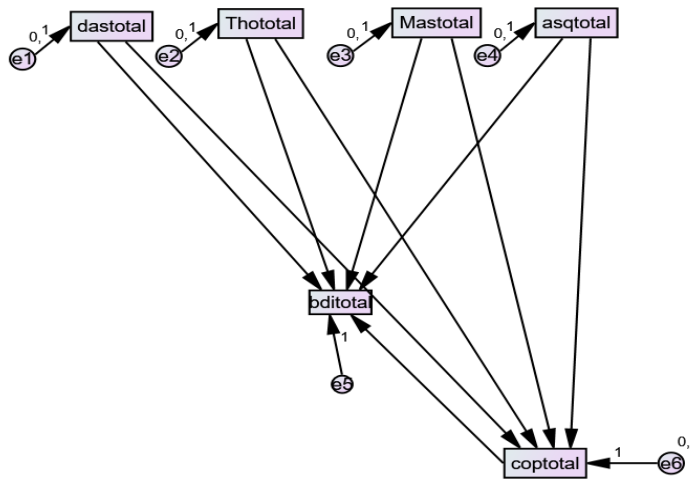 dastotal
Thototal
Mastotal
asqtotal
0, 1
0, 1
0, 1
0, 1
e1
e2
e3
e4
bditotal
1
e5
0,
1
coptotal
e6